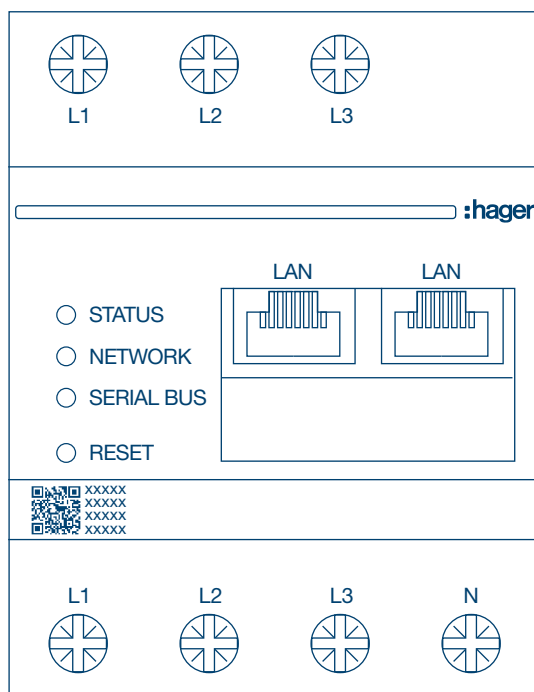 L1 L2 L3
:hager
LAN LAN
STATUS
NETWORK
SERIAL BUS
RESET
XXXXX
XXXXX
XXXXX
XXXXX
L1 L2 L3 N